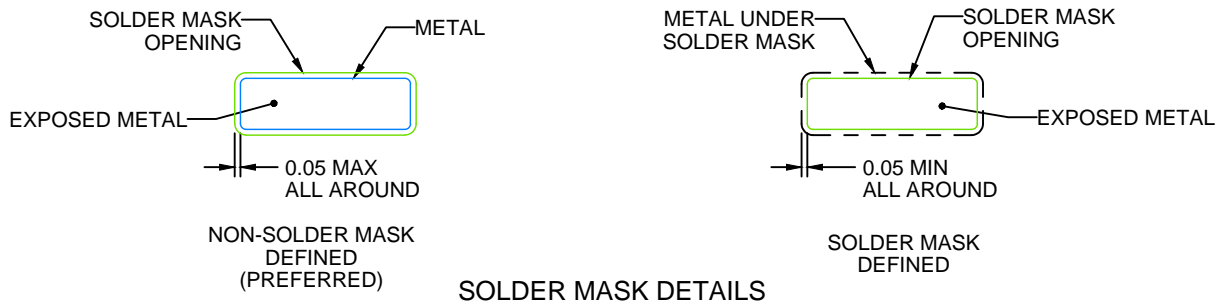 SOLDER MASK
OPENING
METAL
EXPOSED METAL
0.05 MAX
ALL AROUND
NON-SOLDER MASK
DEFINED
(PREFERRED)
METAL UNDER
SOLDER MASK
SOLDER MASK
OPENING
EXPOSED METAL
0.05 MIN
ALL AROUND
SOLDER MASK
DEFINED
SOLDER MASK DETAILS